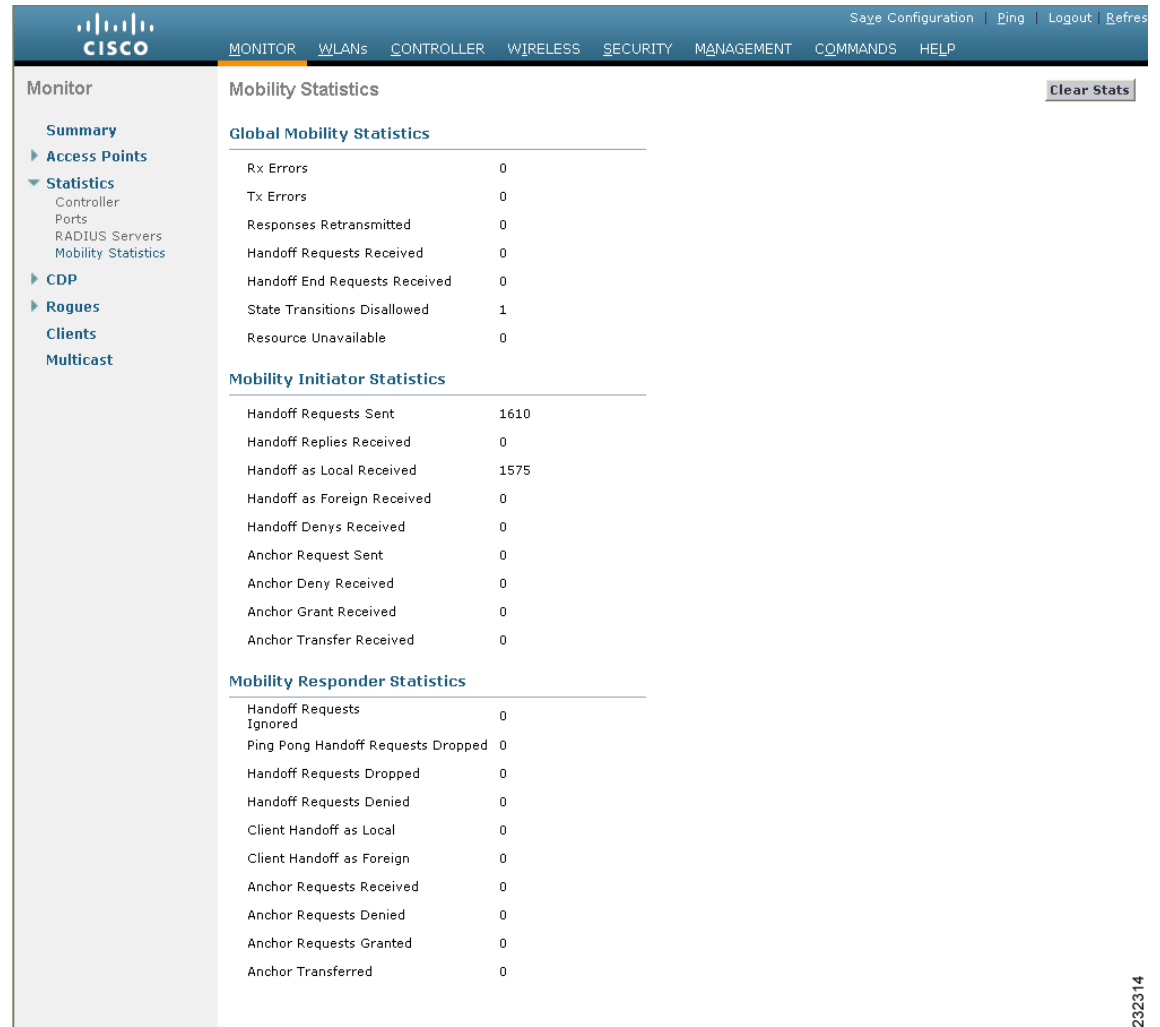 Save Configuration | Ping | Logout | Refres
CISCO
MONITOR WLANs CONTROLLER WIRELESS SECURITY MANAGEMENT COMMANDS HELP
Monitor
Summary
Access Points
Statistics
Controller
Ports
RADIUS Servers
Mobility Statistics
CDP
Rogues
Clients
Multicast
Mobility Statistics
Clear Stats
Global Mobility Statistics
Rx Errors 0
Tx Errors 0
Responses Retransmitted 0
Handoff Requests Received 0
Handoff End Requests Received 0
State Transitions Disallowed 1
Resource Unavailable 0
Mobility Initiator Statistics
Handoff Requests Sent 1610
Handoff Replies Received 0
Handoff as Local Received 1575
Handoff as Foreign Received 0
Handoff Denys Received 0
Anchor Request Sent 0
Anchor Deny Received 0
Anchor Grant Received 0
Anchor Transfer Received 0
Mobility Responder Statistics
Handoff Requests
Ignored 0
Ping Pong Handoff Requests Dropped 0
Handoff Requests Dropped 0
Handoff Requests Denied 0
Client Handoff as Local 0
Client Handoff as Foreign 0
Anchor Requests Received 0
Anchor Requests Denied 0
Anchor Requests Granted 0
Anchor Transferred 0
232314